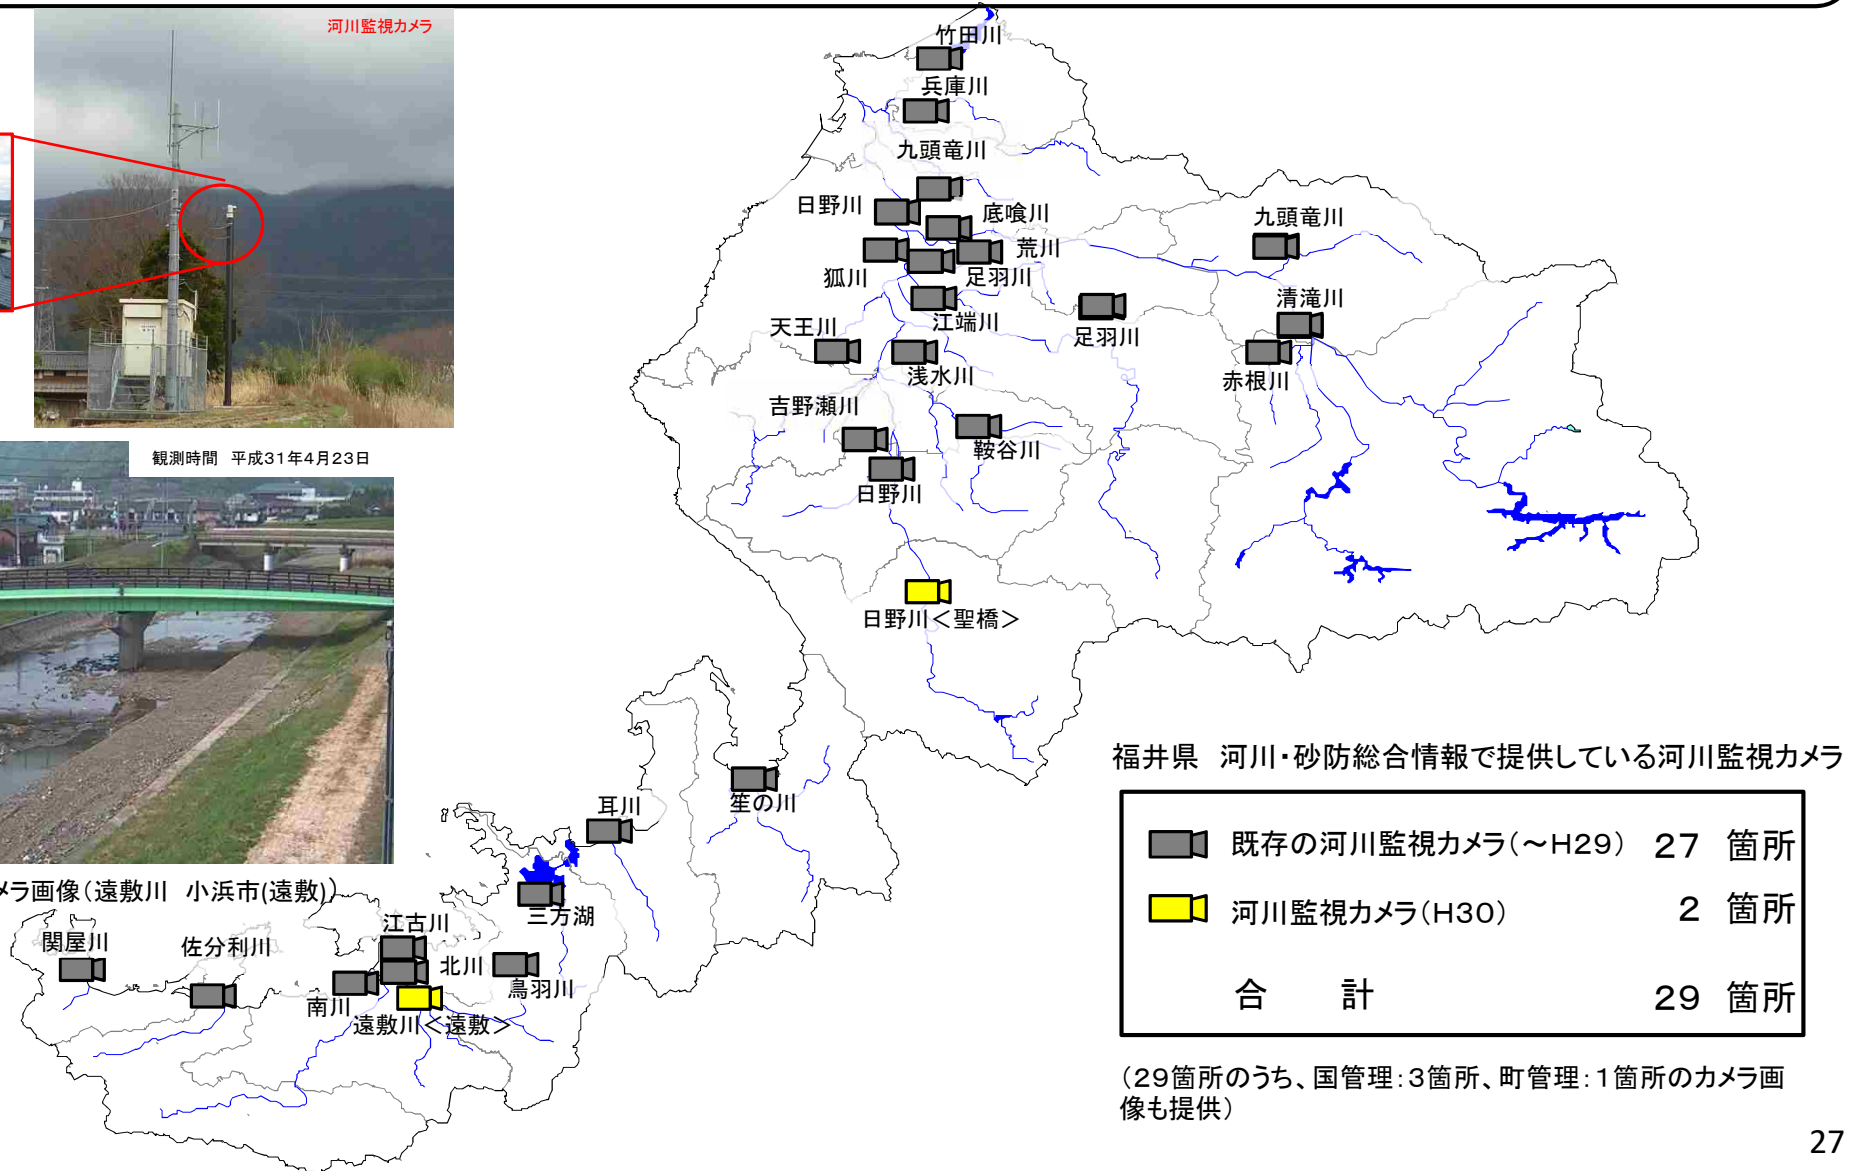 河川監視カメラ
観測時間 平成31年4月23日
メラ画像(遠敷川 小浜市(遠敷))
竹田川
兵庫川
九頭竜川
日野川
底喰川
荒川
狐川
足羽川
江端川
天王川
浅水川
足羽川
九頭竜川
清滝川
赤根川
吉野瀬川
鞍谷川
日野川
日野川<聖橋>
笙の川
耳川
三方湖
江古川
北川
鳥羽川
関屋川
佐分利川
南川
遠敷川<遠敷>
福井県 河川・砂防総合情報で提供している河川監視カメラ
既存の河川監視カメラ(~H29) 27 箇所
河川監視カメラ(H30) 2 箇所
合 計 29 箇所
(29箇所のうち、国管理:3箇所、町管理:1箇所のカメラ画
像も提供)
27